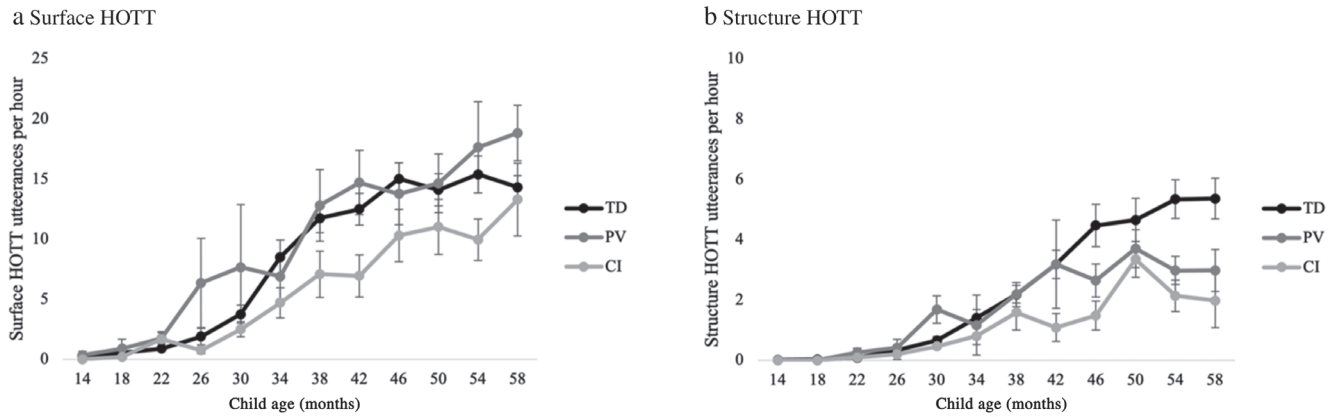 a Surface HOTT
25
20
15
10
5
0
Surface HOTT utteerances per hour
14 18 22 26 30 34 38 42 46 50 54 58
Child age (months)
TD
PV
CI
b Structure HOTT
10
8
6
4
2
0
Structure HOTT utteerances per hour
14 18 22 26 30 34 38 42 46 50 54 58
Child age (months)
TD
PV
CI